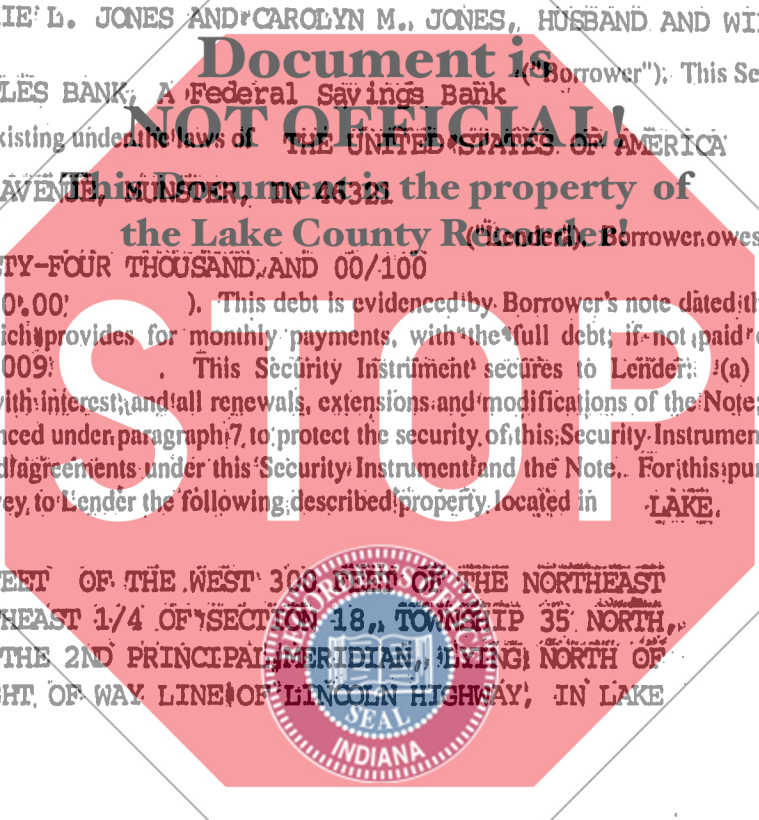 IE L. JONES AND CAROLYN M. JONES, HUSBAND AND WI
Document is
("Borrower"). This Se
LES BANK, A Federal Savings Bank
NOT OFFICIAL!
xisting under the laws of THE UNITED STATES OF AMERICA
This Document is the property of
AVENUE, MUNSTER, IN 46321
the Lake County Recorder!
("Lender"). Borrower owes
TY-FOUR THOUSAND AND 00/100
0.00 ). This debt is evidenced by Borrower's note dated th
ich provides for monthly payments, with the full debt, if not paid e
009 . This Security Instrument secures to Lender: (a)
ith interest, and all renewals, extensions and modifications of the Note;
nced under paragraph 7 to protect the security of this Security Instrumen
d agreements under this Security Instrument and the Note. For this pur
ey to Lender the following described property located in LAKE
STOP
EET OF THE WEST 300 FEET OF THE NORTHEAST
HEAST 1/4 OF SECTION 18, TOWNSHIP 35 NORTH,
THE 2ND PRINCIPAL MERIDIAN, LYING NORTH OF
HT OF WAY LINE OF LINCOLN HIGHWAY, IN LAKE
SEAL
INDIANA